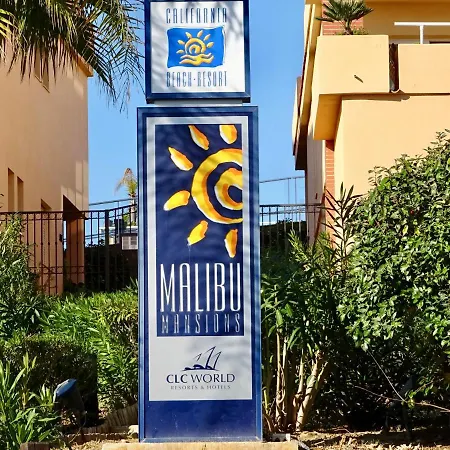 CALIFORNIA
BEACH-RESORT
MALIBU
MANSIONS
CLC WORLD
RESORTS & HOTELS